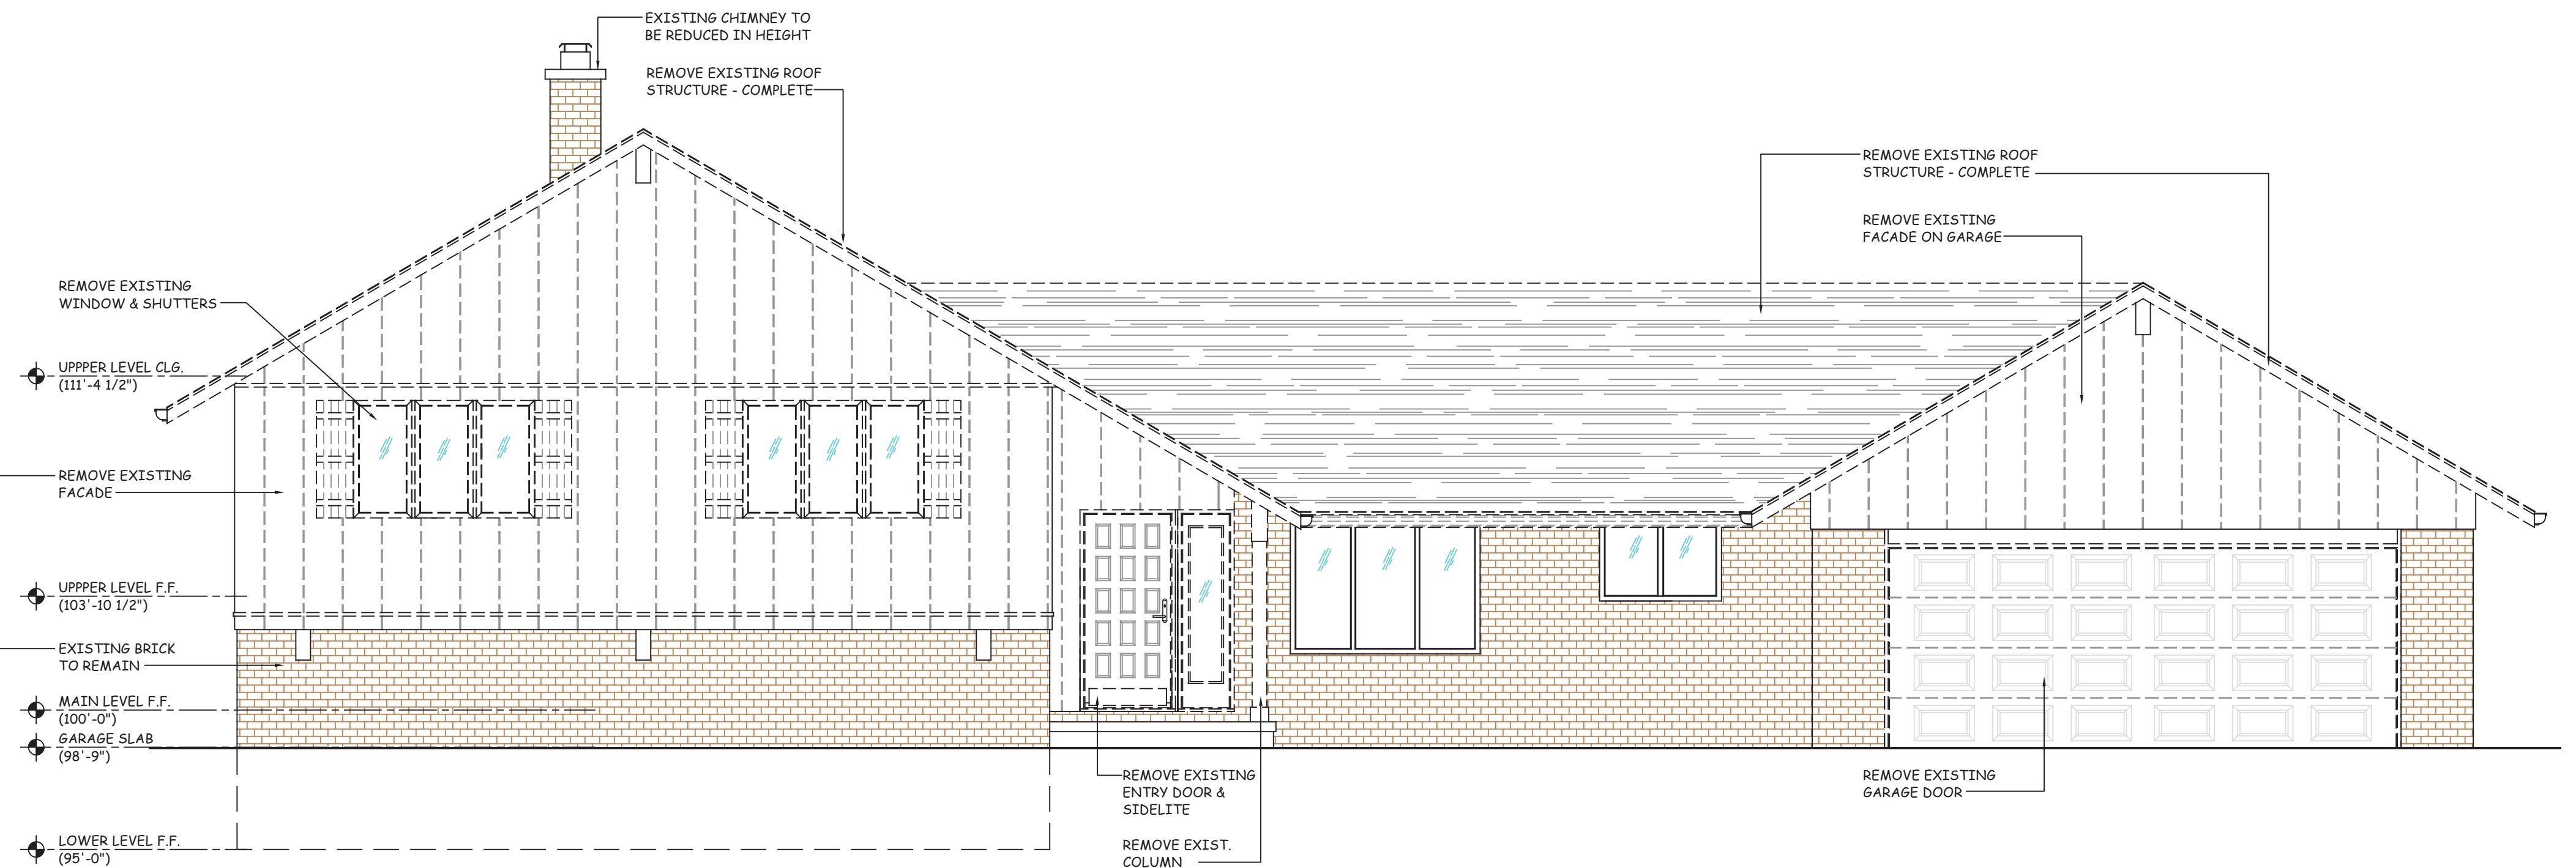 EXISTING CHIMNEY TO
BE REDUCED IN HEIGHT
REMOVE EXISTING ROOF
STRUCTURE - COMPLETE
REMOVE EXISTING ROOF
STRUCTURE - COMPLETE
REMOVE EXISTING
FACADE ON GARAGE
REMOVE EXISTING
WINDOW & SHUTTERS
UPPPER LEVEL CLG.
(111'-4 1/2")
REMOVE EXISTING
FACADE
UPPPER LEVEL F.F.
(103'-10 1/2")
EXISTING BRICK
TO REMAIN
MAIN LEVEL F.F.
(100'-0")
GARAGE SLAB
(98'-9")
REMOVE EXISTING
ENTRY DOOR &
SIDELITE
REMOVE EXISTING
GARAGE DOOR
LOWER LEVEL F.F.
(95'-0")
REMOVE EXIST.
COLUMN